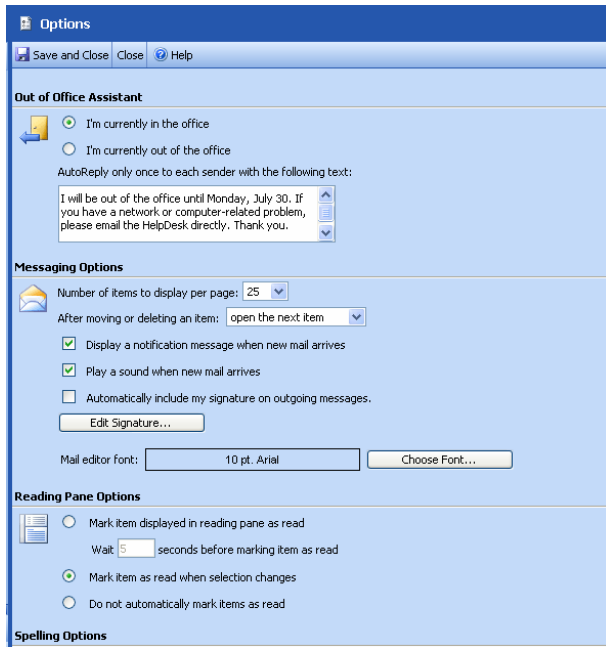 Options
Save and Close Close Help
Out of Office Assistant
I'm currently in the office
I'm currently out of the office
AutoReply only once to each sender with the following text:
I will be out of the office until Monday, July 30. If
you have a network or computer-related problem,
please email the HelpDesk directly. Thank you.
Messaging Options
Number of items to display per page: 25
After moving or deleting an item: open the next item
Display a notification message when new mail arrives
Play a sound when new mail arrives
Automatically include my signature on outgoing messages.
Edit Signature...
Mail editor font: 10 pt. Arial Choose Font...
Reading Pane Options
Mark item displayed in reading pane as read
Wait 5 seconds before marking item as read
Mark item as read when selection changes
Do not automatically mark items as read
Spelling Options